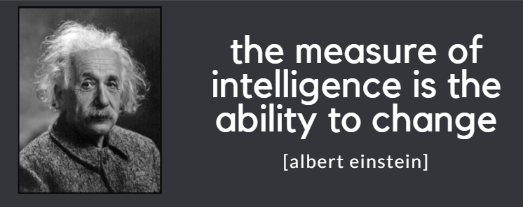 the measure of
intelligence is the
ability to change
[albert einstein]